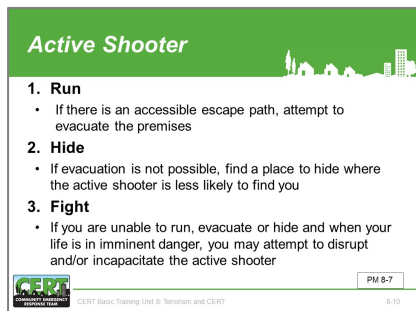 Active Shooter
1. Run
• If there is an accessible escape path, attempt to
evacuate the premises
2. Hide
• If evacuation is not possible, find a place to hide where
the active shooter is less likely to find you
3. Fight
• If you are unable to run, evacuate or hide and when your
life is in imminent danger, you may attempt to disrupt
and/or incapacitate the active shooter
PM 8-7
CERT
COMMUNITY EMERGENCY
RESPONSE TEAM
CERT Basic Training Unit 8: Terrorism and CERT
8-10